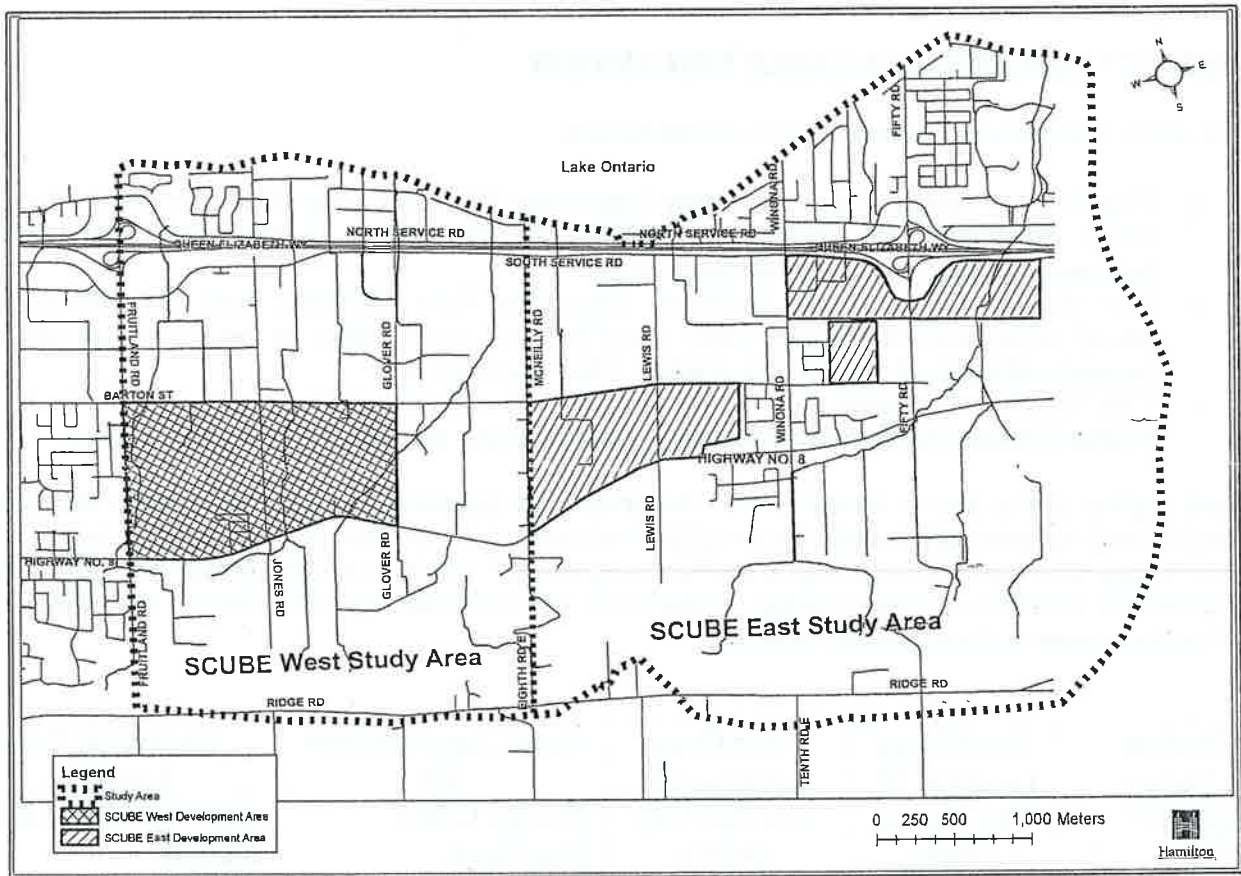 N
W
E
S
Lake Ontario
FIFTY RD
WINONA RD
NORTH SERVICE RD
NORTH SERVICE RD
QUEEN ELIZABETH WY
QUEEN ELIZABETH WY
SOUTH SERVICE RD
FRUITLAND RD
GLOVER RD
MCNEILLY RD
LEWIS RD
BARTON ST
WINONA RD
FIFTY RD
HIGHWAY NO. 8
HIGHWAY NO. 8
JONES RD
GLOVER RD
LEWIS RD
FRUITLAND RD
SCUBE West Study Area
EIGHTH RD E
SCUBE East Study Area
RIDGE RD
RIDGE RD
TENTH RD E
Legend
Study Area
SCUBE West Development Area
SCUBE East Development Area
0 250 500 1,000 Meters
Hamilton